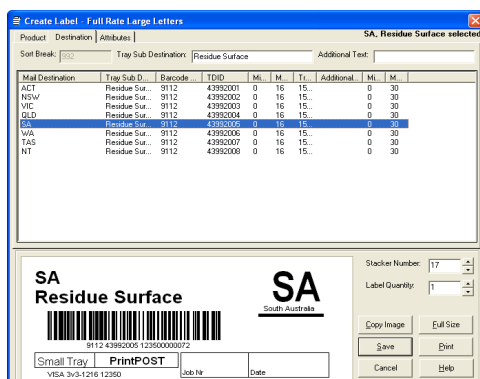 Create Label - Full Rate Large Letters
Product Destination Attributes SA, Residue Surface selected
Sort Break: 992 Tray Sub Destination: Residue Surface Additional Text:
Mail Destination Tray Sub D... Barcode ... TDID Mi... M... Tr... Additional... Mi... M...
ACT Residue Sur... 9112 43992001 0 16 15... 0 30
NSW Residue Sur... 9112 43992002 0 16 15... 0 30
VIC Residue Sur... 9112 43992003 0 16 15... 0 30
QLD Residue Sur... 9112 43992004 0 16 15... 0 30
SA Residue Sur... 9112 43992005 0 16 15... 0 30
WA Residue Sur... 9112 43992006 0 16 15... 0 30
TAS Residue Sur... 9112 43992007 0 16 15... 0 30
NT Residue Sur... 9112 43992008 0 16 15... 0 30
SA
Residue Surface
SA
South Australia
9112 43992005 123500000072
Small Tray PrintPOST
VISA 3v3-1216 12350 Job Nr Date
Stacker Number: 17
Label Quantity: 1
Copy Image Full Size
Save Print
Cancel Help